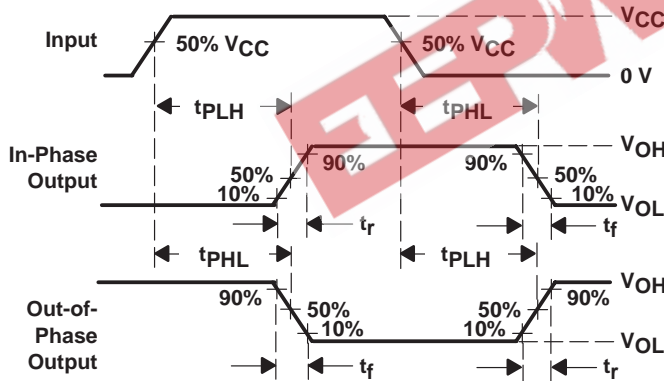 Input
50% VCC
50% VCC
VCC
0 V
tPLH
tPHL
In-Phase
Output
50%
10%
90%
90%
50%
10%
VOH
VOL
tr
tf
tPHL
tPLH
Out-of-
Phase
Output
90%
50%
10%
50%
10%
90%
VOH
VOL
tf
tr